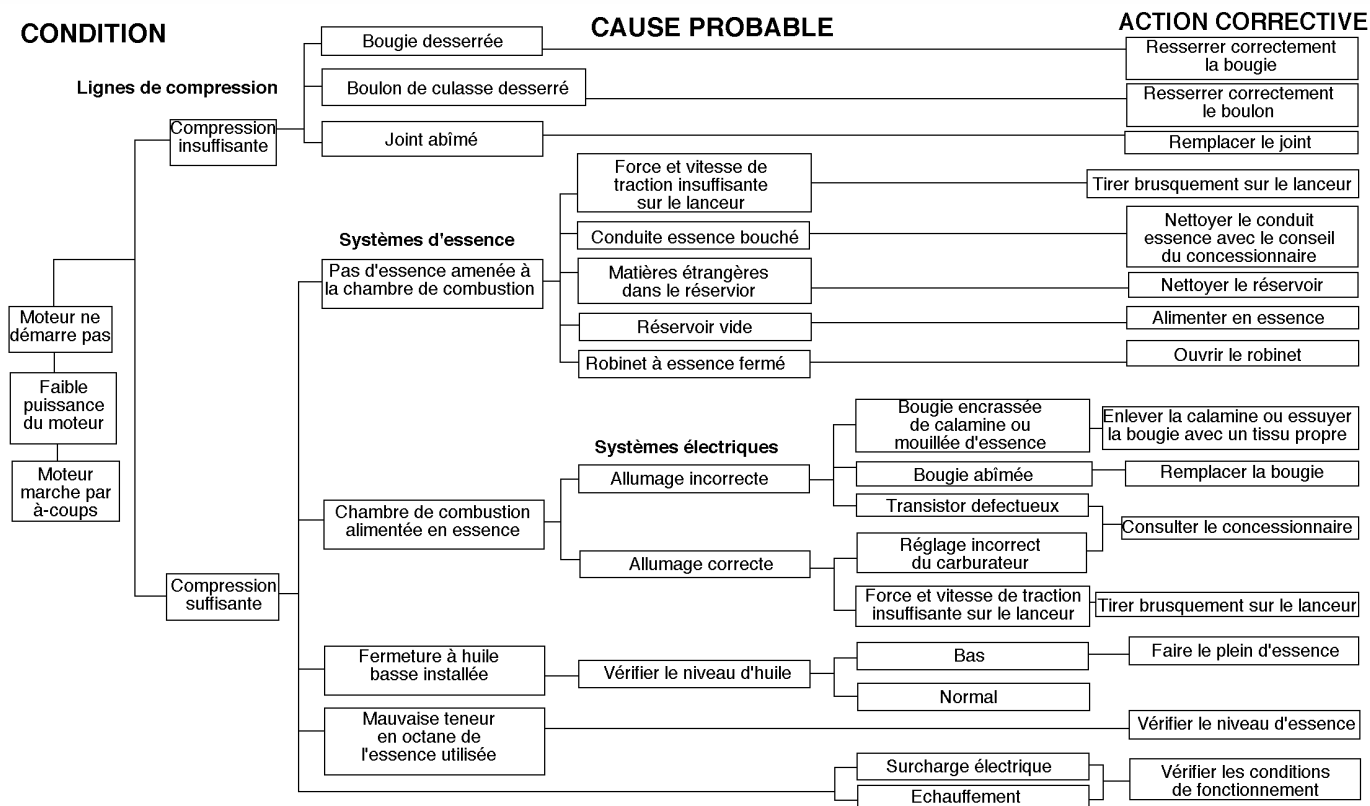 CONDITION
CAUSE PROBABLE
ACTION CORRECTIVE
Lignes de compression
Bougie desserrée
Resserrer correctement
la bougie
Boulon de culasse desserré
Resserrer correctement
le boulon
Compression
insuffisante
Joint abîmé
Remplacer le joint
Systèmes d'essence
Pas d'essence amenée à
la chambre de combustion
Force et vitesse de
traction insuffisante
sur le lanceur
Tirer brusquement sur le lanceur
Conduite essence bouché
Nettoyer le conduit
essence avec le conseil
du concessionnaire
Matières étrangères
dans le réservior
Nettoyer le réservoir
Réservoir vide
Alimenter en essence
Robinet à essence fermé
Ouvrir le robinet
Moteur ne
démarre pas
Faible
puissance
du moteur
Moteur
marche par
à-coups
Systèmes électriques
Chambre de combustion
alimentée en essence
Allumage incorrecte
Bougie encrassée
de calamine ou
mouillée d'essence
Enlever la calamine ou essuyer
la bougie avec un tissu propre
Bougie abîmée
Remplacer la bougie
Transistor defectueux
Consulter le concessionnaire
Allumage correcte
Réglage incorrect
du carburateur
Force et vitesse de traction
insuffisante sur le lanceur
Tirer brusquement sur le lanceur
Compression
suffisante
Fermeture à huile
basse installée
Vérifier le niveau d'huile
Bas
Faire le plein d'essence
Normal
Mauvaise teneur
en octane de
l'essence utilisée
Vérifier le niveau d'essence
Surcharge électrique
Echauffement
Vérifier les conditions
de fonctionnement